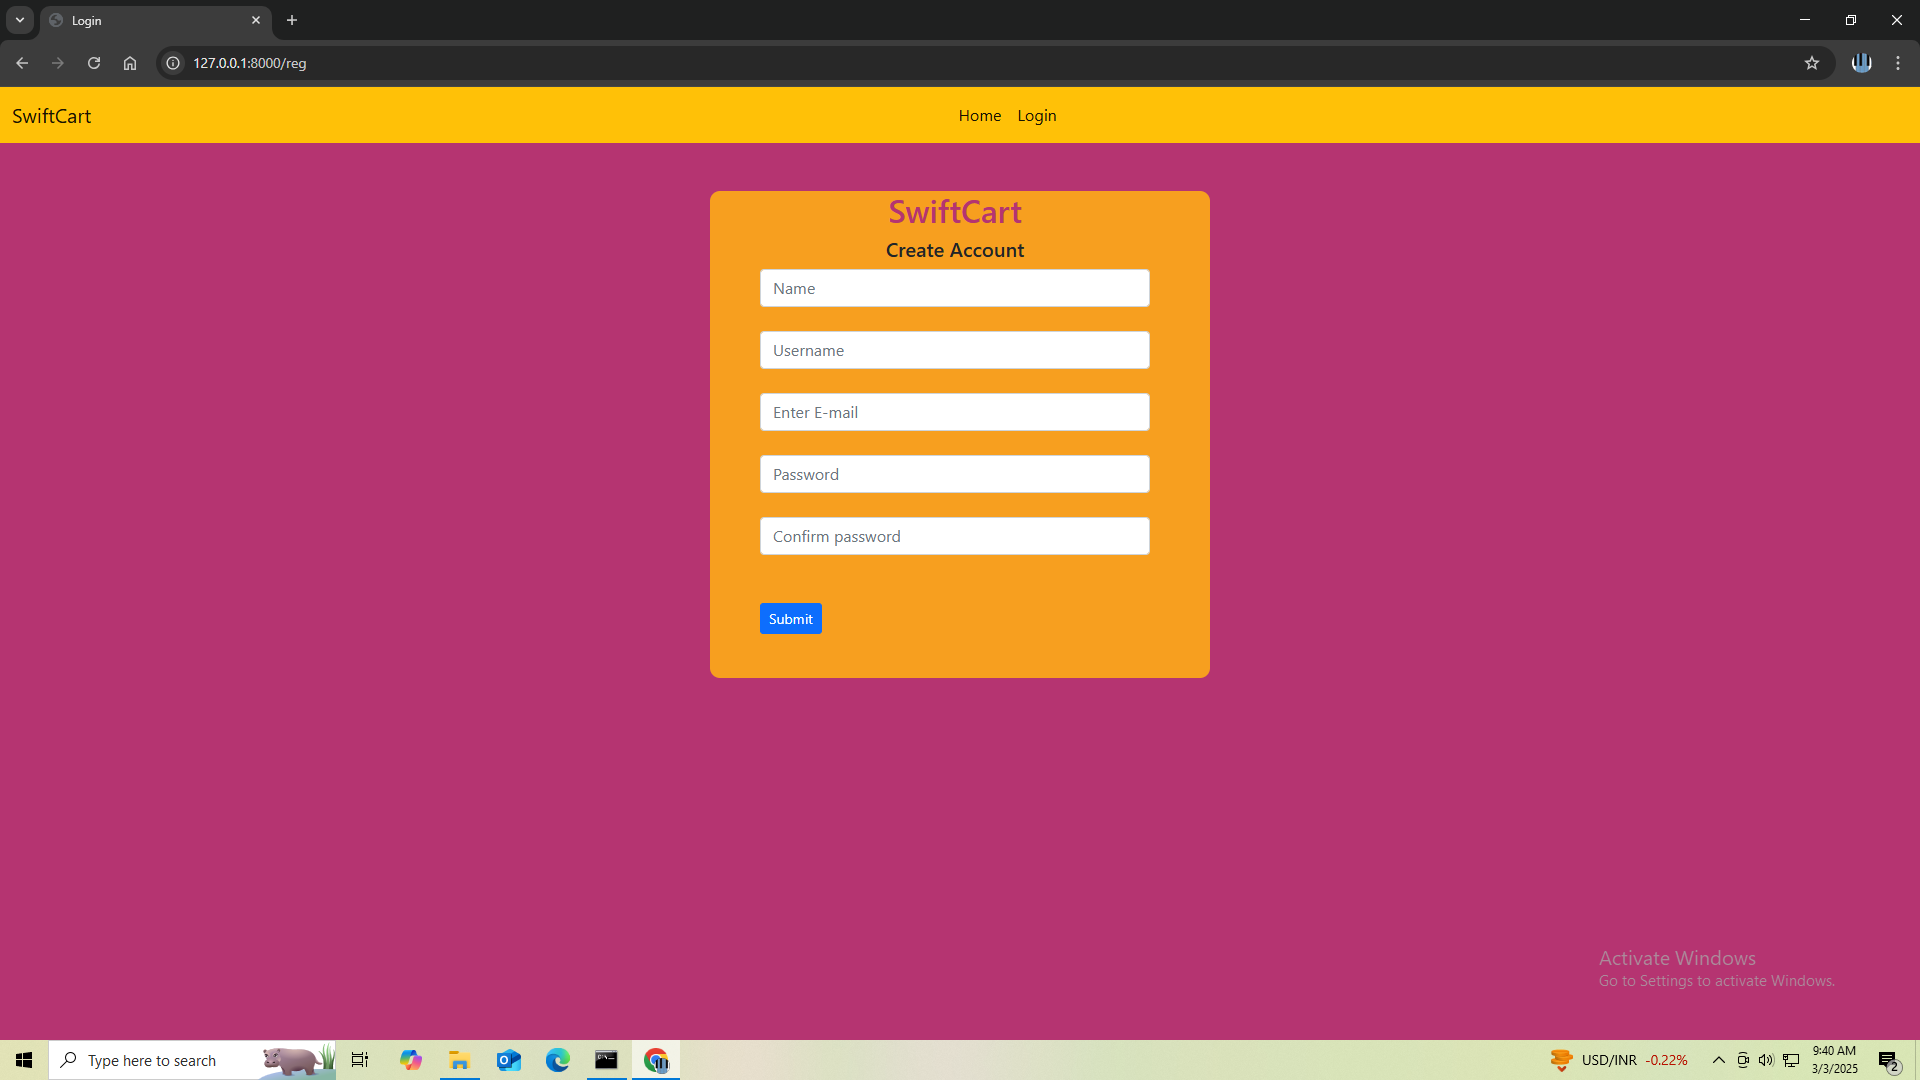 Login
127.0.0.1:8000/reg
SwiftCart
Home Login
SwiftCart
Create Account
Name
Username
Enter E-mail
Password
Confirm password
Submit
Activate Windows
Go to Settings to activate Windows.
Type here to search
USD/INR -0.22%
9:40 AM
3/3/2025
2